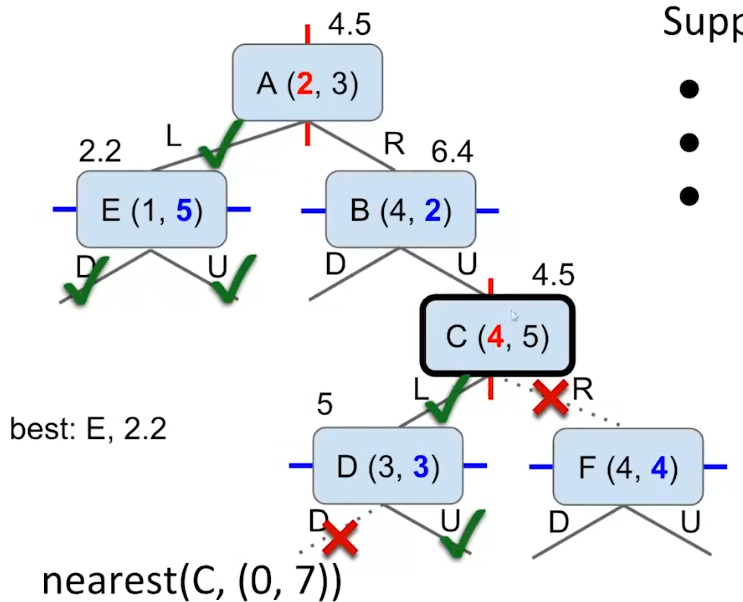 Supp
4.5
A (2, 3)
L
R
2.2
6.4
E (1, 5)
B (4, 2)
D
U
D
U
4.5
C (4, 5)
L
R
5
best: E, 2.2
D (3, 3)
F (4, 4)
D
U
D
U
nearest(C, (0, 7))